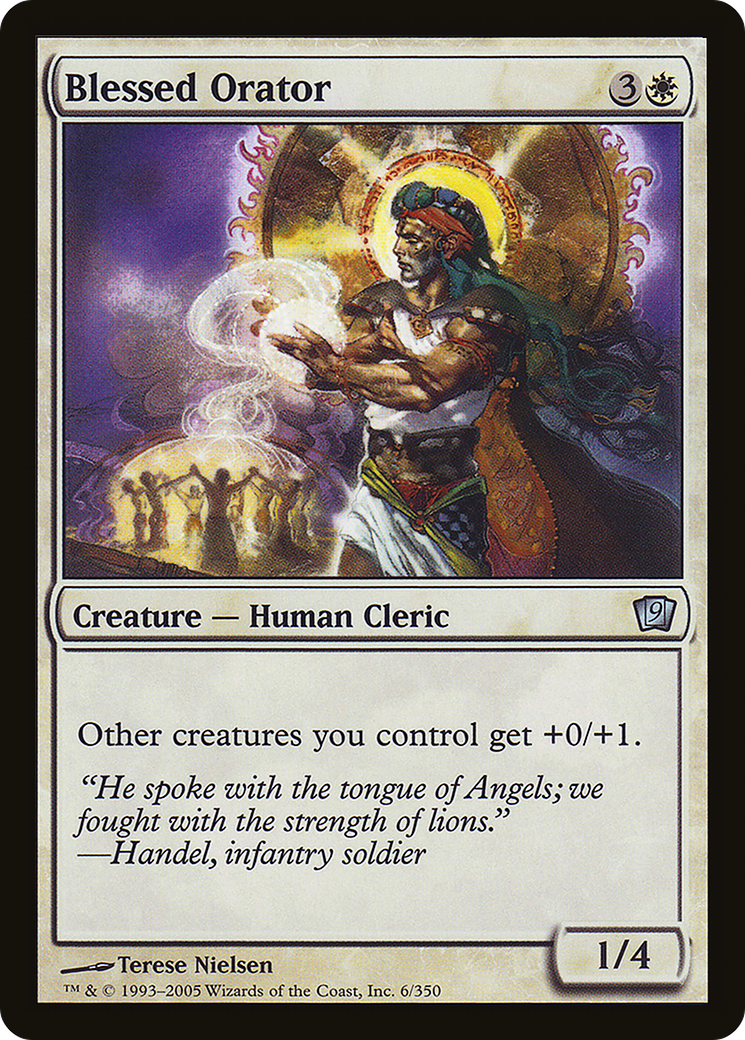 Blessed Orator 3
Creature — Human Cleric 9
Other creatures you control get +0/+1.
“He spoke with the tongue of Angels; we
fought with the strength of lions.”
—Handel, infantry soldier
1/4
Terese Nielsen
™ & © 1993–2005 Wizards of the Coast, Inc. 6/350